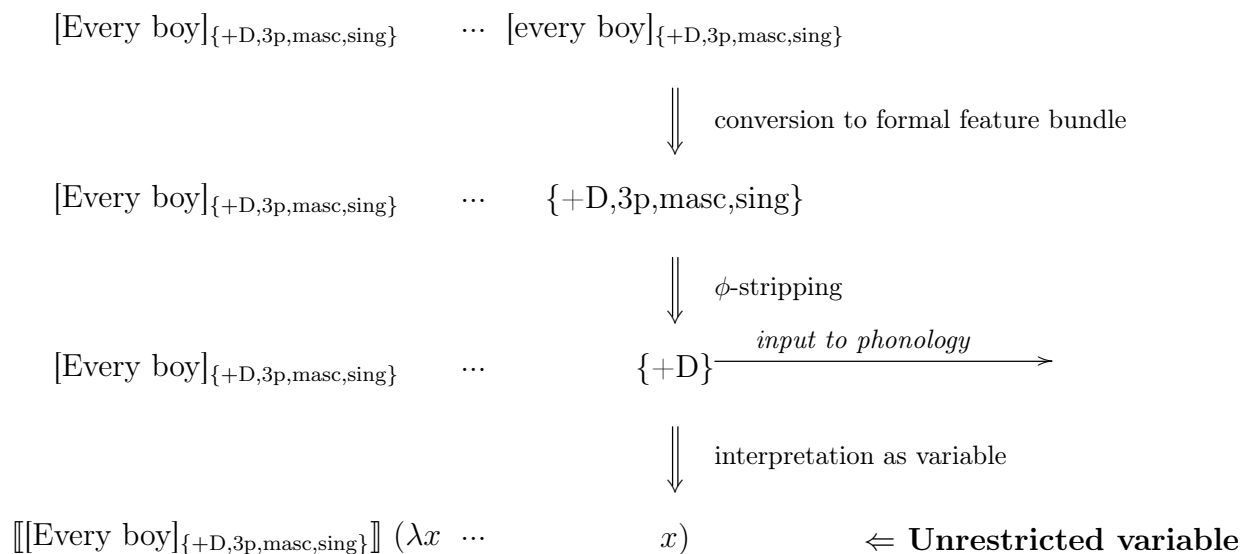 [Every boy]{+D,3p,masc,sing} ... [every boy]{+D,3p,masc,sing}
conversion to formal feature bundle
[Every boy]{+D,3p,masc,sing} ... {+D,3p,masc,sing}
ϕ-stripping
input to phonology
[Every boy]{+D,3p,masc,sing} ... {+D}
interpretation as variable
⟦[Every boy]{+D,3p,masc,sing}⟧ (λx ... x) ⇐ Unrestricted variable